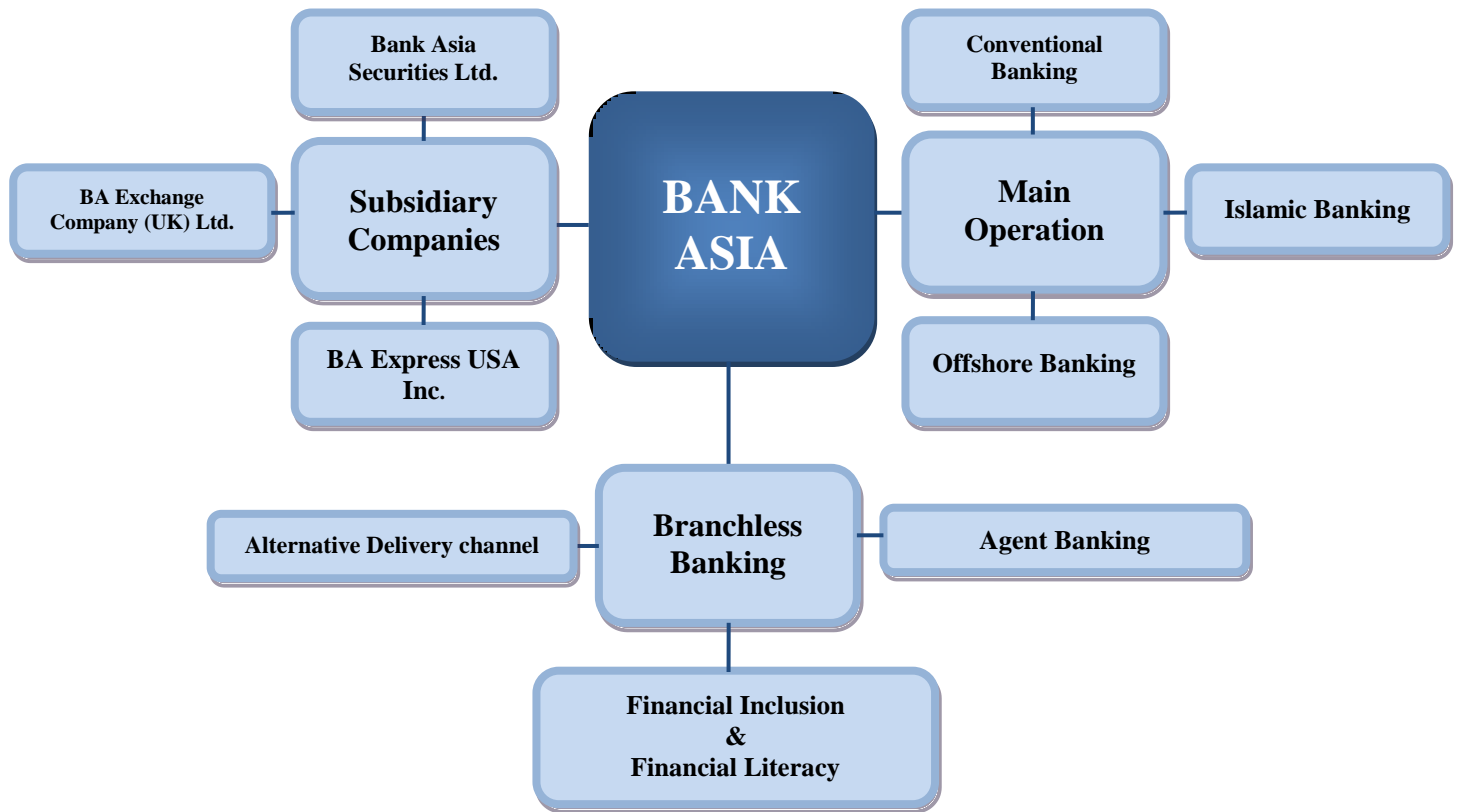 Bank Asia
Securities Ltd.
Conventional
Banking
BA Exchange
Company (UK) Ltd.
Subsidiary
Companies
BANK
ASIA
Main
Operation
Islamic Banking
BA Express USA
Inc.
Offshore Banking
Alternative Delivery channel
Branchless
Banking
Agent Banking
Financial Inclusion
&
Financial Literacy